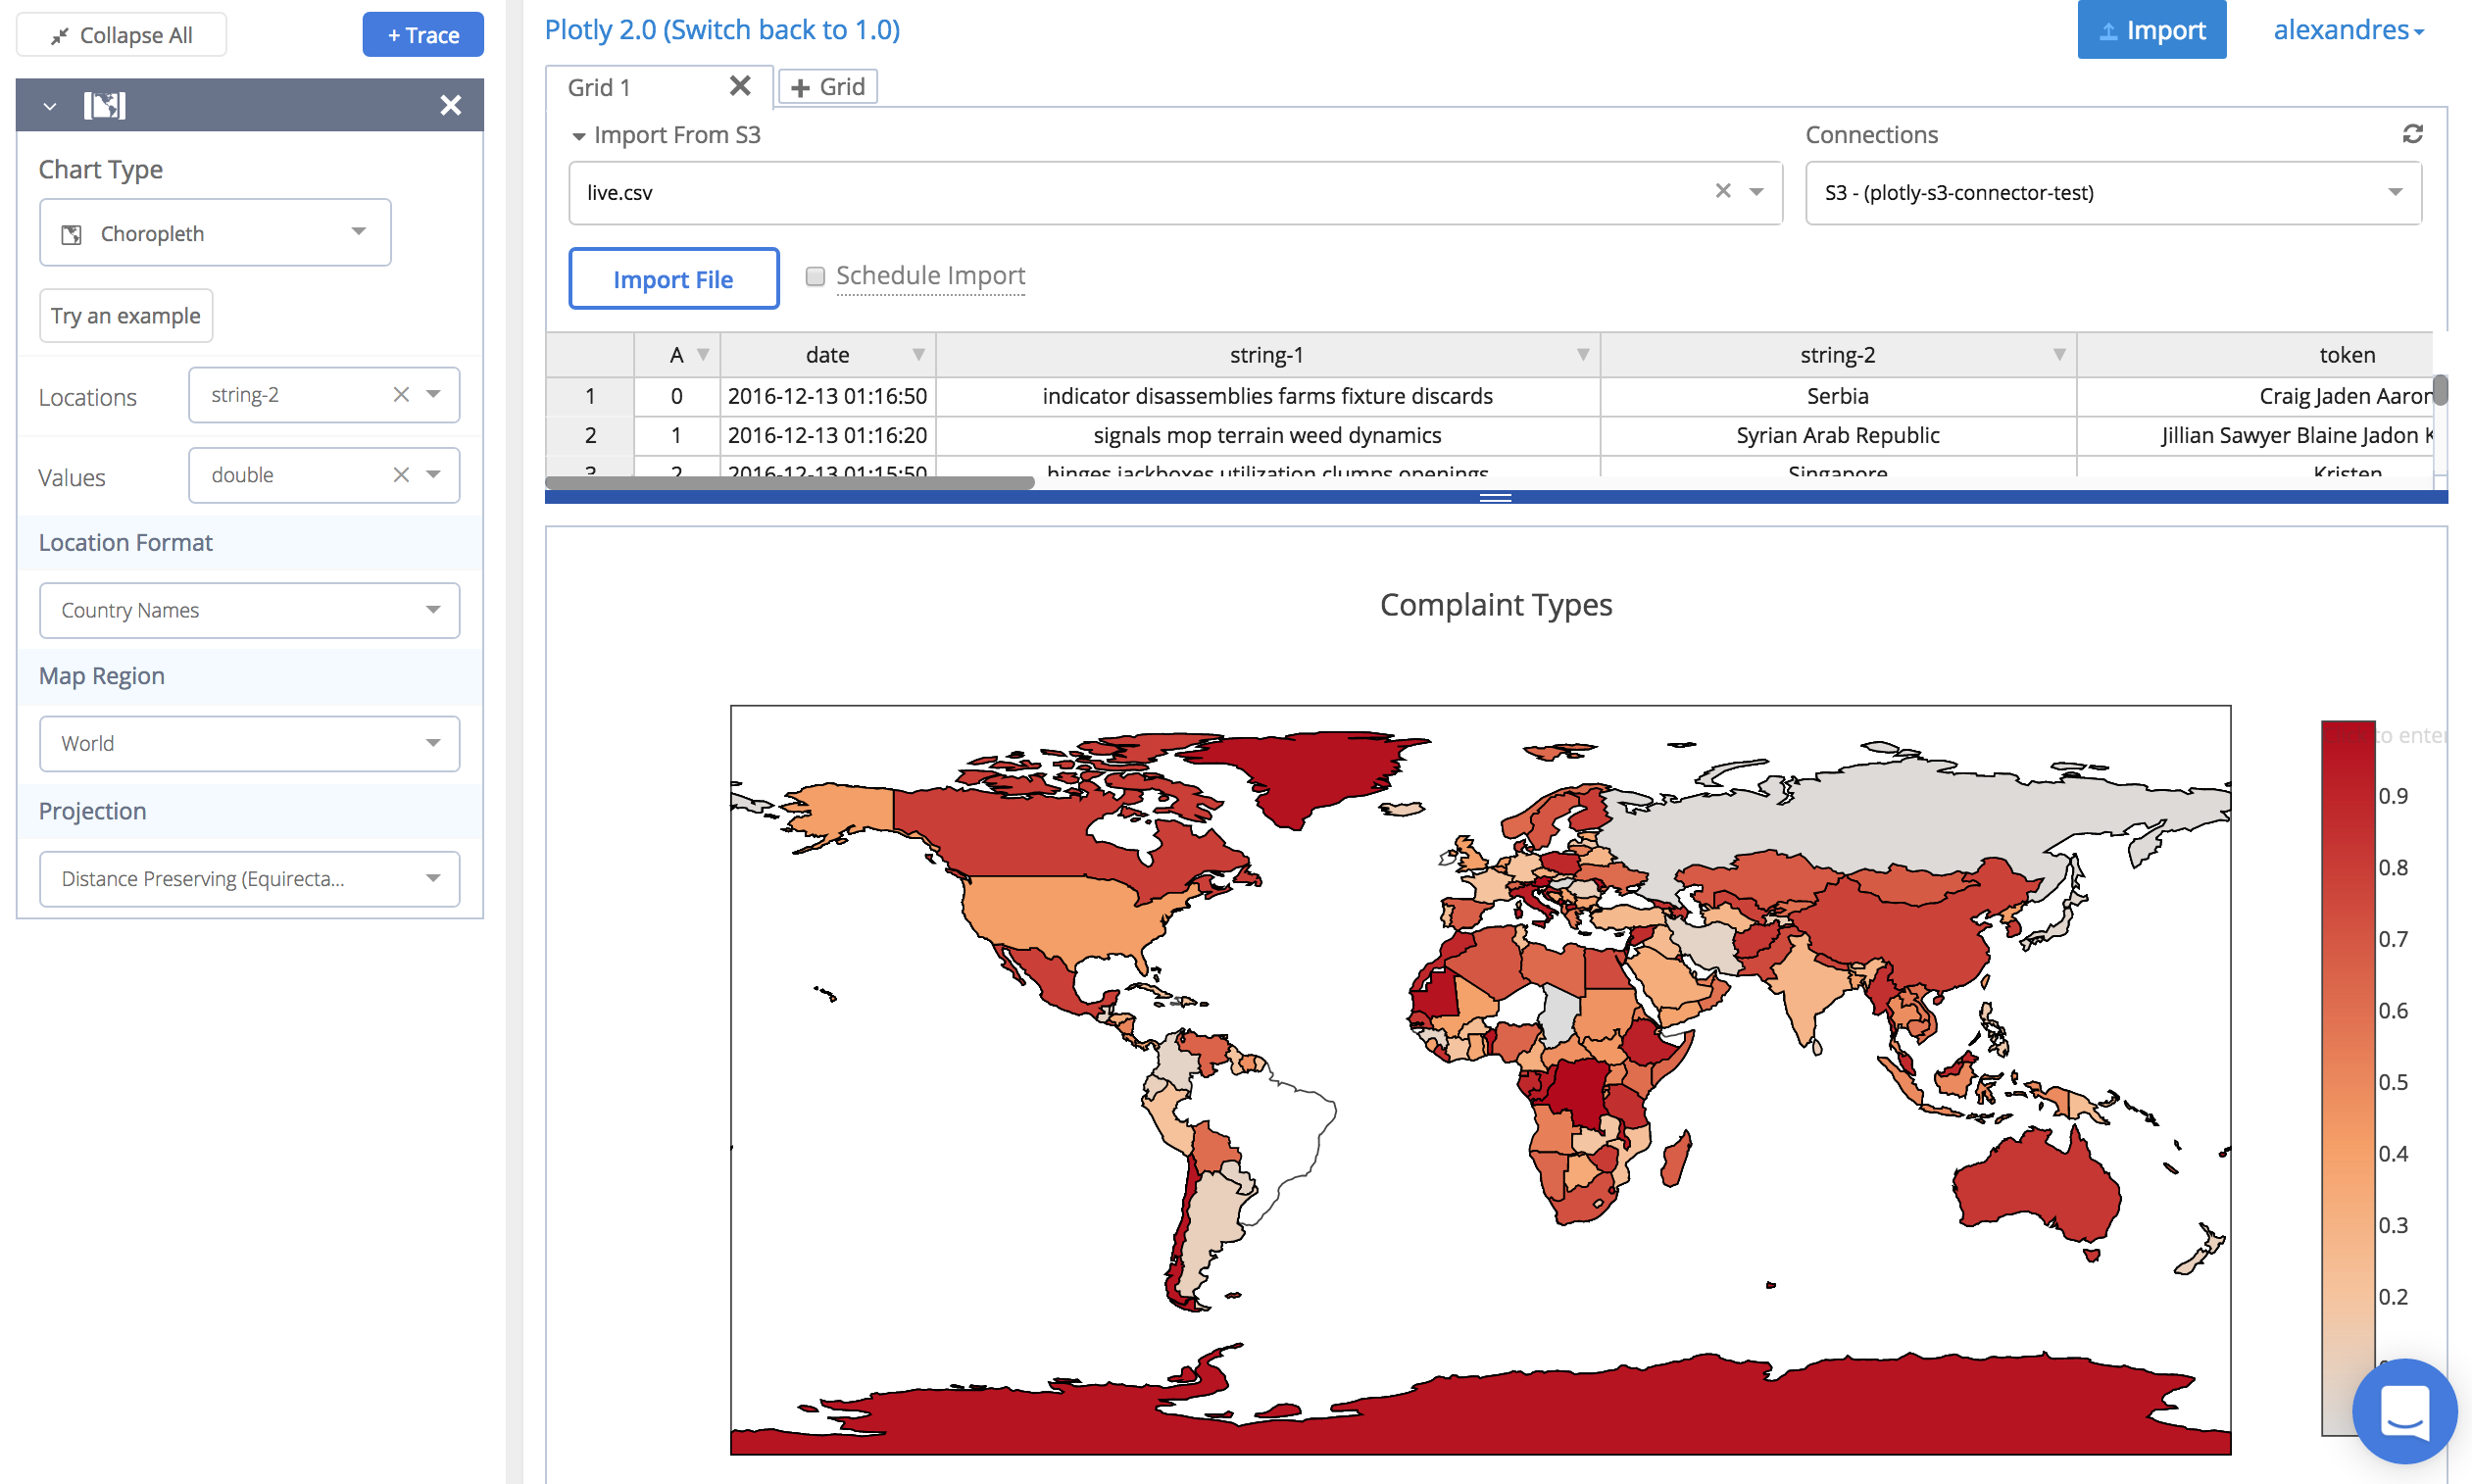 Collapse All
+ Trace
Chart Type
Choropleth
Try an example
Locations
string-2
Values
double
Location Format
Country Names
Map Region
World
Projection
Distance Preserving (Equirecta...
Plotly 2.0 (Switch back to 1.0)
Import
alexandres
Grid 1
+ Grid
Import From S3
Connections
live.csv
S3 - (plotly-s3-connector-test)
Import File
Schedule Import
A date string-1 string-2 token
1 0 2016-12-13 01:16:50 indicator disassemblies farms fixture discards Serbia Craig Jaden Aaron
2 1 2016-12-13 01:16:20 signals mop terrain weed dynamics Syrian Arab Republic Jillian Sawyer Blaine Jadon K
3 2 2016-12-13 01:15:50 hinges jackboxes utilization clumps openings Singapore Kristen
Complaint Types
to enter
0.9
0.8
0.7
0.6
0.5
0.4
0.3
0.2